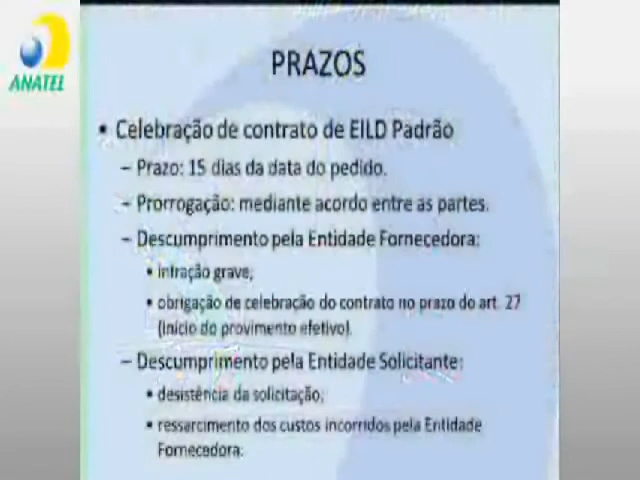 ANATEL
PRAZOS
• Celebração de contrato de EILD Padrão
– Prazo: 15 dias da data do pedido.
– Prorrogação: mediante acordo entre as partes.
– Descumprimento pela Entidade Fornecedora:
• infração grave;
• obrigação de celebração do contrato no prazo do art. 27
(início do provimento efetivo).
– Descumprimento pela Entidade Solicitante:
• desistência da solicitação;
• ressarcimento dos custos incorridos pela Entidade
Fornecedora.